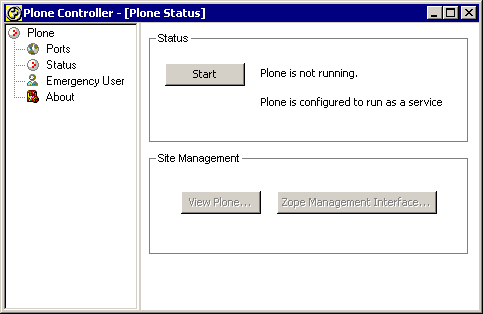 Plone Controller - [Plone Status]
Plone
Ports
Status
Emergency User
About
Status
Start
Plone is not running.
Plone is configured to run as a service
Site Management
View Plone...
Zope Management Interface...